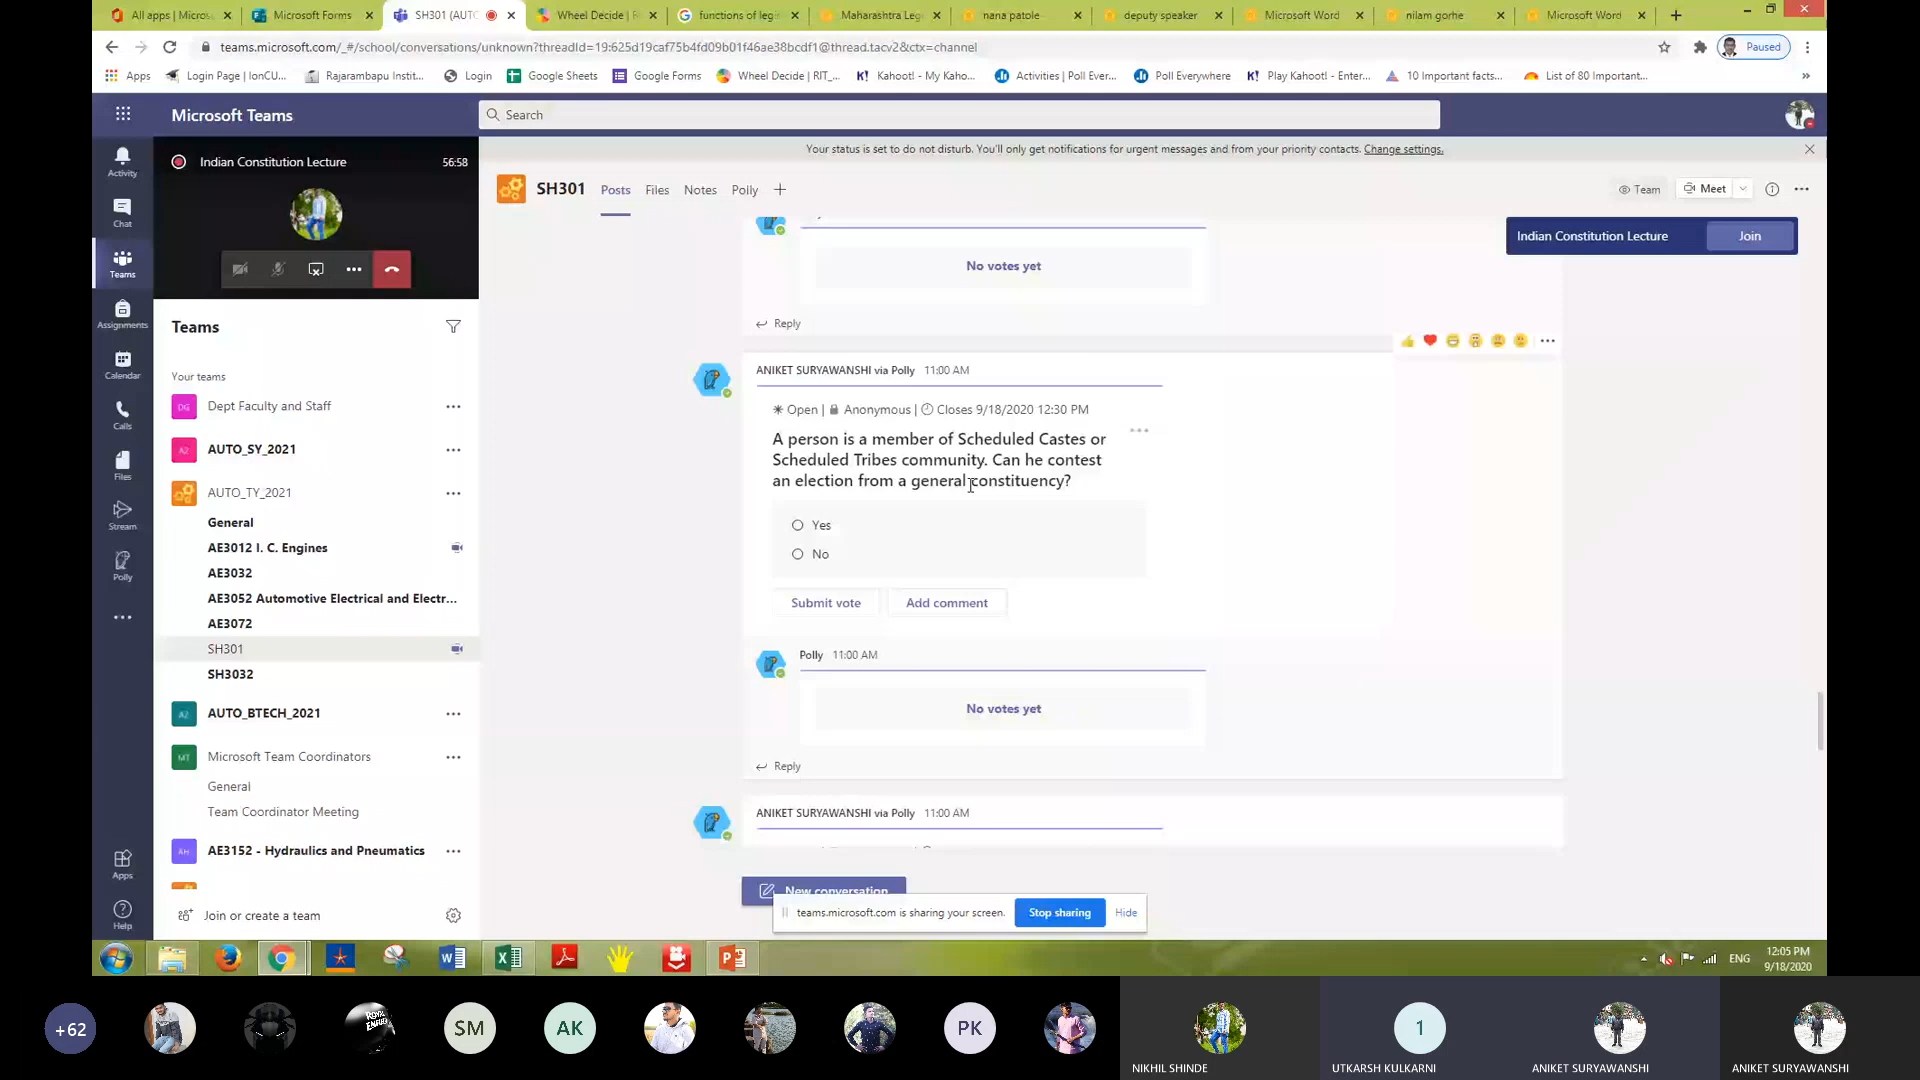 All apps | Micros
Microsoft Forms
SH301 (AUT
Wheel Decide | R
functions of legi
Maharashtra Leg
nana patole
deputy speaker
Microsoft Word
nilam gorhe
Microsoft Word
teams.microsoft.com/_#/school/conversations/unknown?threadId=19:625d19caf75b4fd09b01f46ae38bcdf1@thread.tacv2&ctx=channel
Paused
Apps
Login Page | IonCU...
Rajarambapu Instit...
Login
Google Sheets
Google Forms
Wheel Decide | RIT_...
Kahoot! - My Kaho...
Activities | Poll Ever...
Poll Everywhere
Play Kahoot! - Enter...
10 Important facts...
List of 80 Important...
»
Microsoft Teams
Search
Your status is set to do not disturb. You'll only get notifications for urgent messages and from your priority contacts. Change settings.
Activity
Chat
Teams
Assignments
Calendar
Calls
Files
Stream
Polly
Apps
Help
Indian Constitution Lecture
56:58
Teams
Your teams
DG
Dept Faculty and Staff
A2
AUTO_SY_2021
AUTO_TY_2021
General
AE3012 I. C. Engines
AE3032
AE3052 Automotive Electrical and Electr...
AE3072
SH301
SH3032
A2
AUTO_BTECH_2021
MT
Microsoft Team Coordinators
General
Team Coordinator Meeting
AH
AE3152 - Hydraulics and Pneumatics
Join or create a team
SH301
Posts
Files
Notes
Polly
Team
Meet
Indian Constitution Lecture
Join
No votes yet
Reply
ANIKET SURYAWANSHI via Polly 11:00 AM
Open | Anonymous | Closes 9/18/2020 12:30 PM
A person is a member of Scheduled Castes or
Scheduled Tribes community. Can he contest
an election from a general constituency?
Yes
No
Submit vote
Add comment
Polly 11:00 AM
No votes yet
Reply
ANIKET SURYAWANSHI via Polly 11:00 AM
New conversation
teams.microsoft.com is sharing your screen.
Stop sharing
Hide
ENG
12:05 PM
9/18/2020
+62
ROYAL
SM
AK
PK
1
NIKHIL SHINDE
UTKARSH KULKARNI
ANIKET SURYAWANSHI
ANIKET SURYAWANSHI